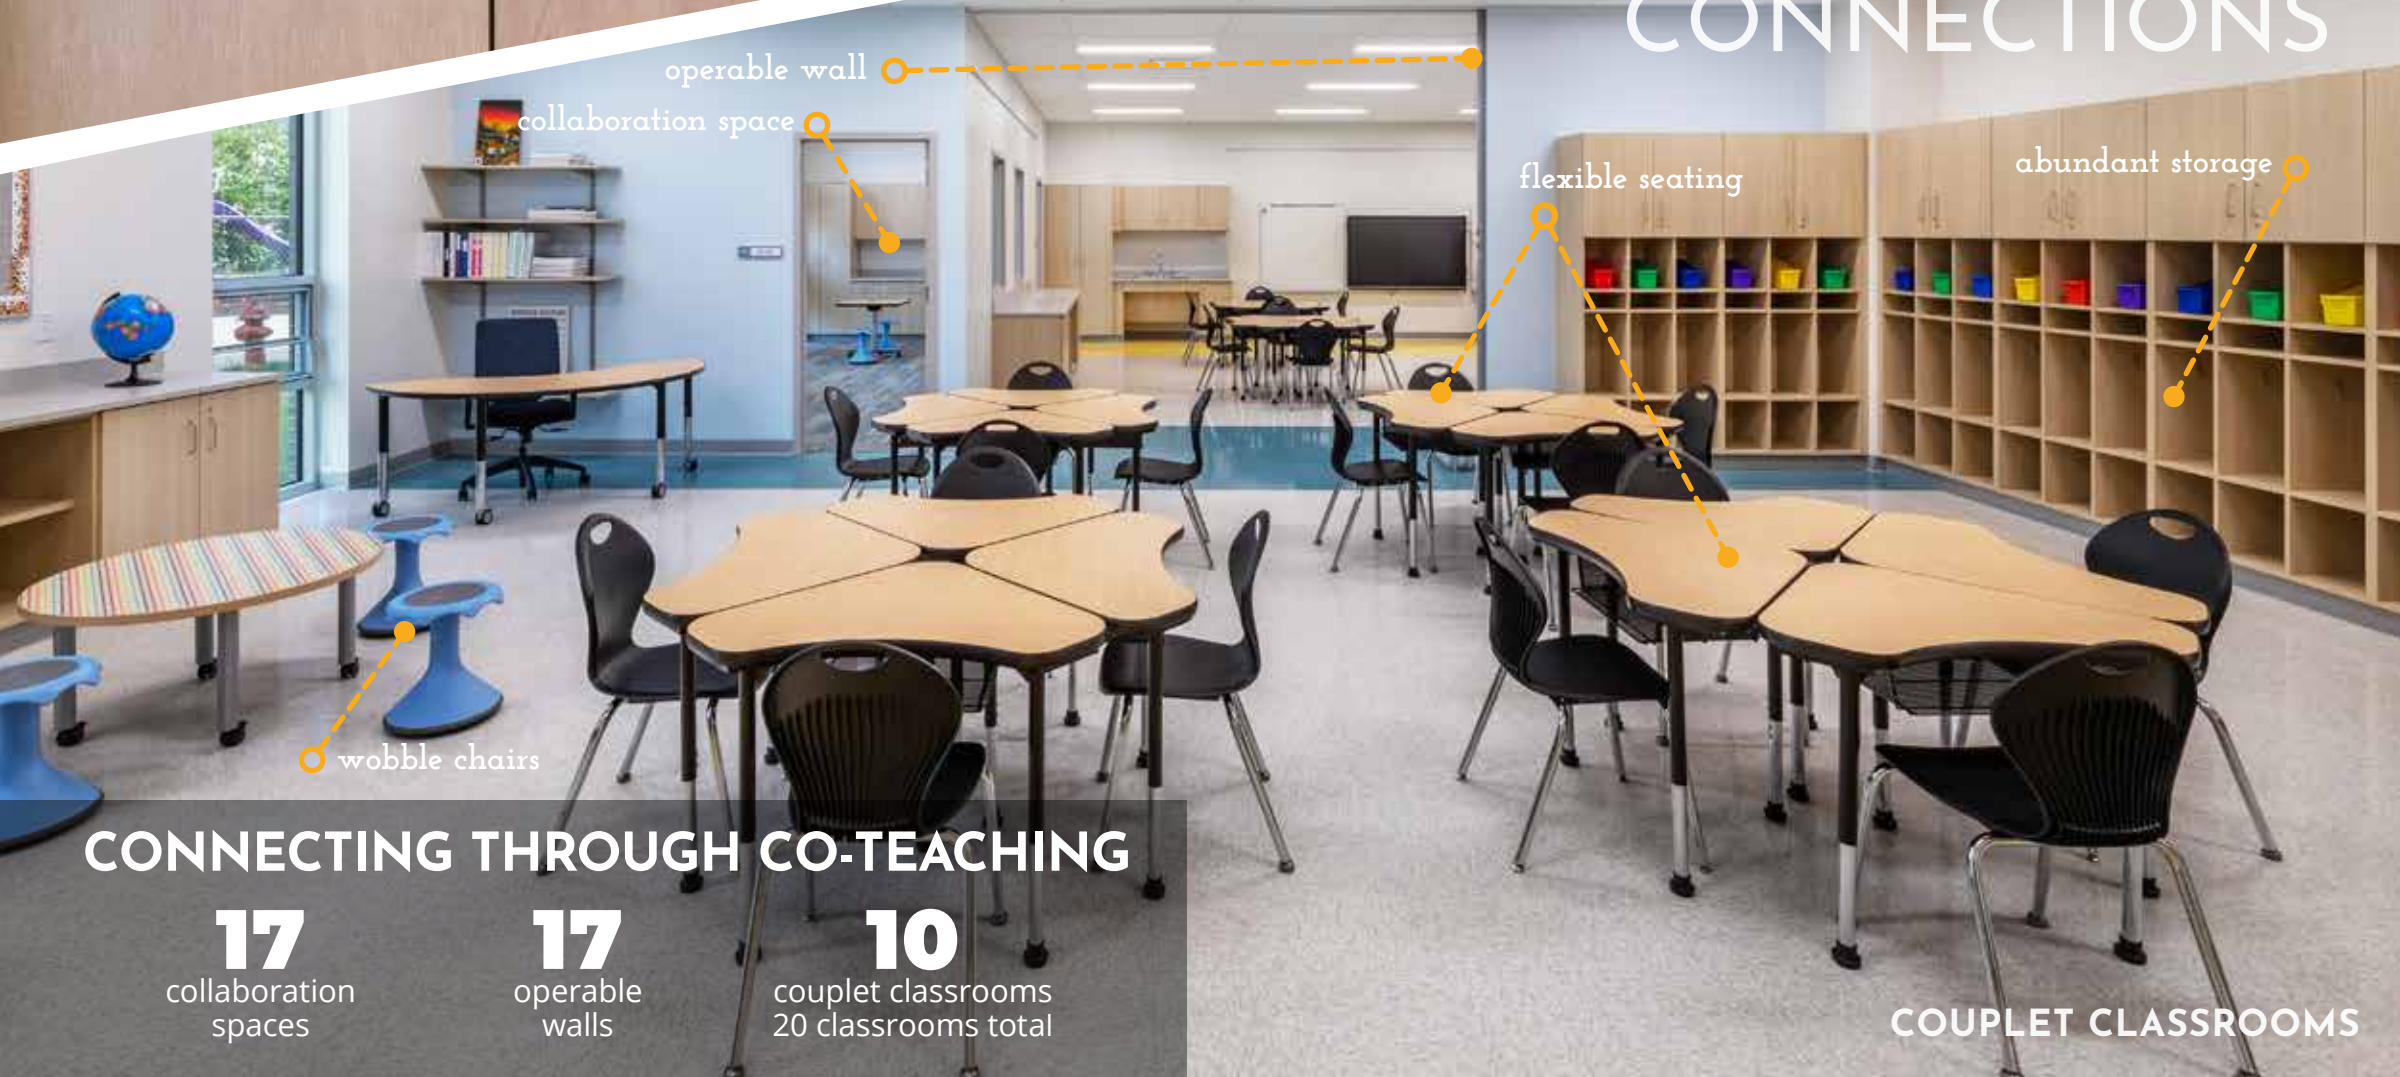 CONNECTIONS
operable wall
collaboration space
flexible seating
abundant storage
wobble chairs
CONNECTING THROUGH CO-TEACHING
17
collaboration
spaces
17
operable
walls
10
couplet classrooms
20 classrooms total
COUPLET CLASSROOMS